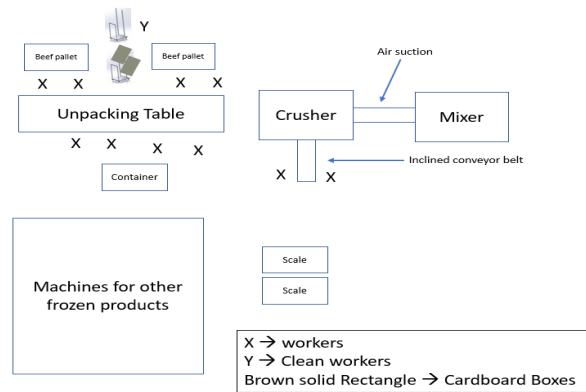 Y
Beef pallet
Beef pallet
X X X X
Unpacking Table
X X X X
Container
Air suction
Crusher
Mixer
Inclined conveyor belt
X X
Machines for other
frozen products
Scale
Scale
X → workers
Y → Clean workers
Brown solid Rectangle → Cardboard Boxes